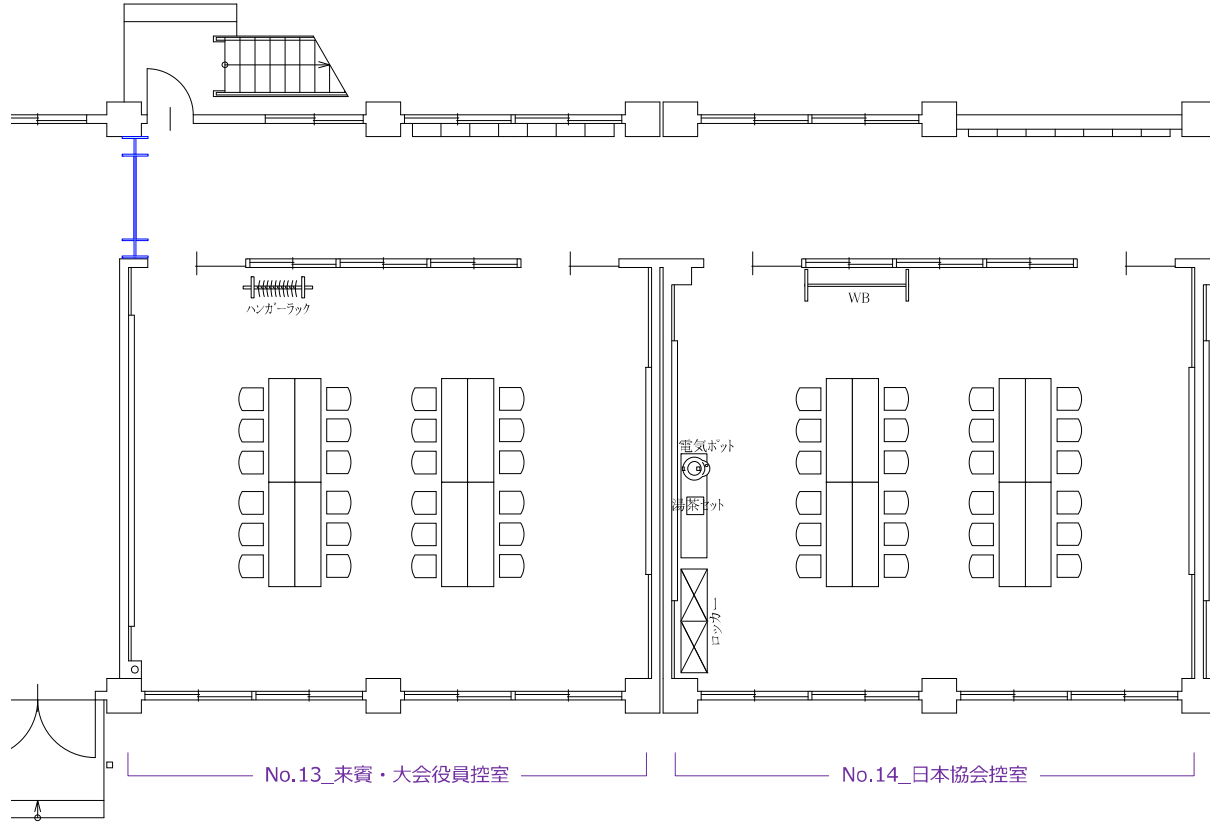 ハンガーラック
WB
電気ポット
湯茶セット
ロッカー
No.13_来賓・大会役員控室
No.14_日本協会控室